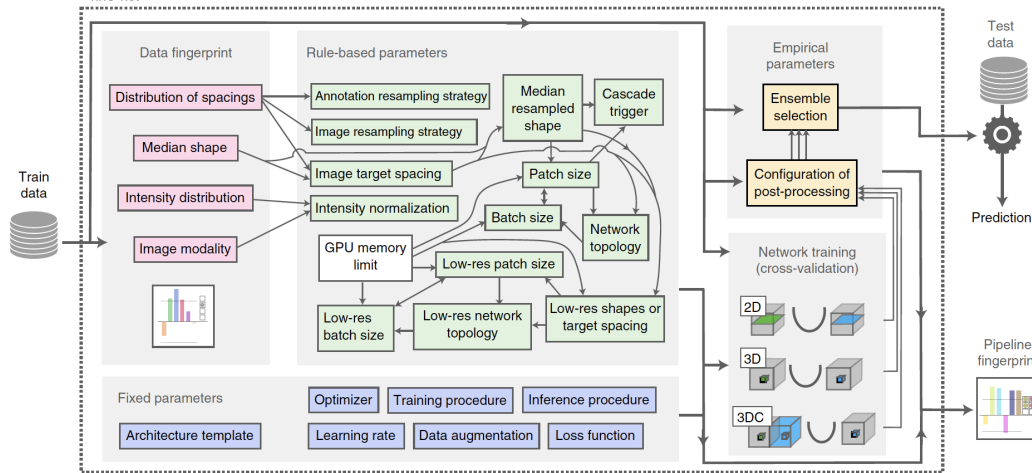 Data fingerprint
Distribution of spacings
Median shape
Intensity distribution
Image modality
Rule-based parameters
Annotation resampling strategy
Image resampling strategy
Image target spacing
Intensity normalization
Median
resampled
shape
Cascade
trigger
Patch size
Batch size
Network
topology
GPU memory
limit
Low-res patch size
Low-res
batch size
Low-res network
topology
Low-res shapes or
target spacing
Empirical
parameters
Ensemble
selection
Configuration of
post-processing
Network training
(cross-validation)
2D
3D
3DC
Fixed parameters
Optimizer
Training procedure
Inference procedure
Architecture template
Learning rate
Data augmentation
Loss function
Train
data
Test
data
Prediction
Pipeline
fingerprint